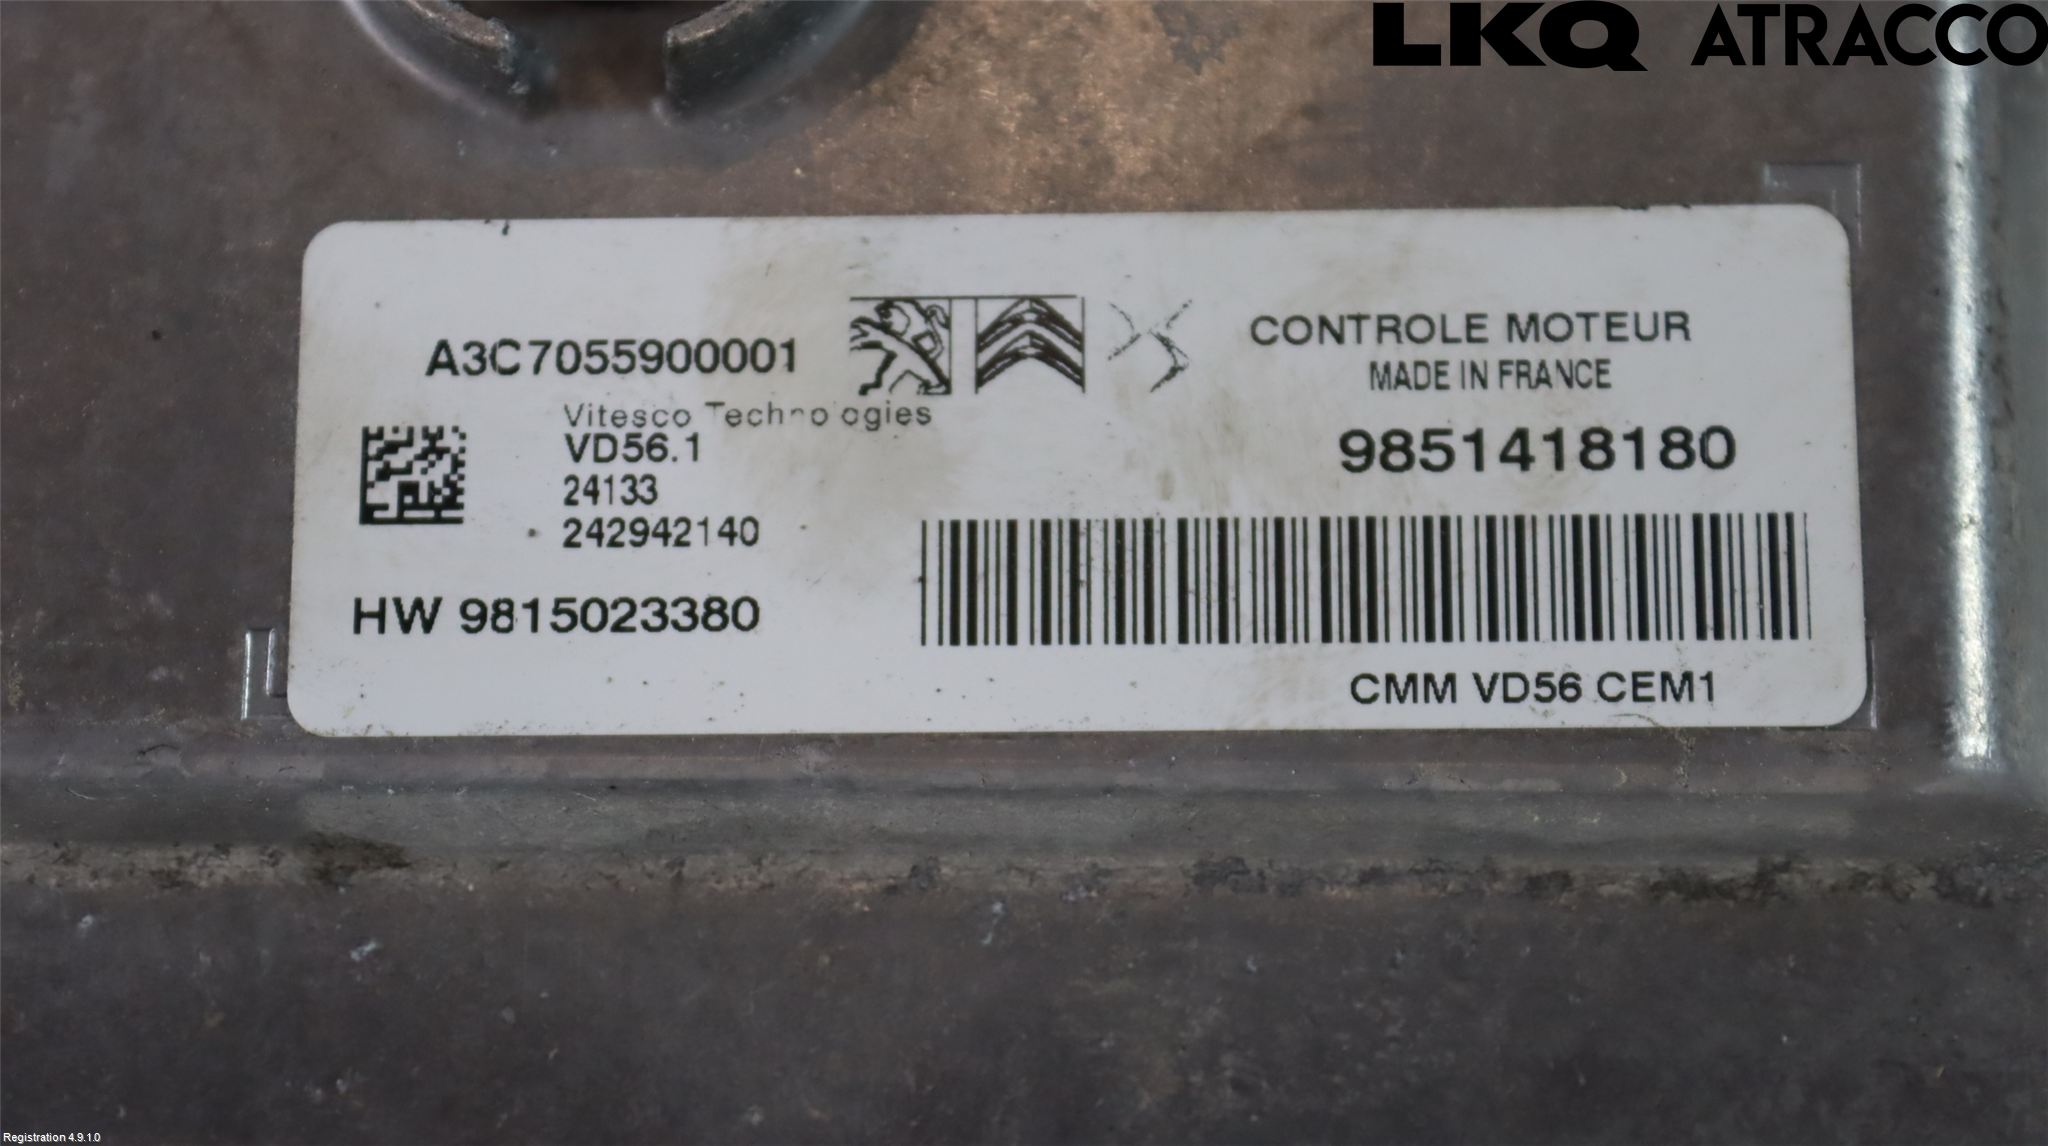 LKQ ATRACCO
A3C7055900001
CONTROLE MOTEUR
MADE IN FRANCE
Vitesco Technologies
VD56.1
24133
242942140
9851418180
HW 9815023380
CMM VD56 CEM1
Registration 4.9.1.0